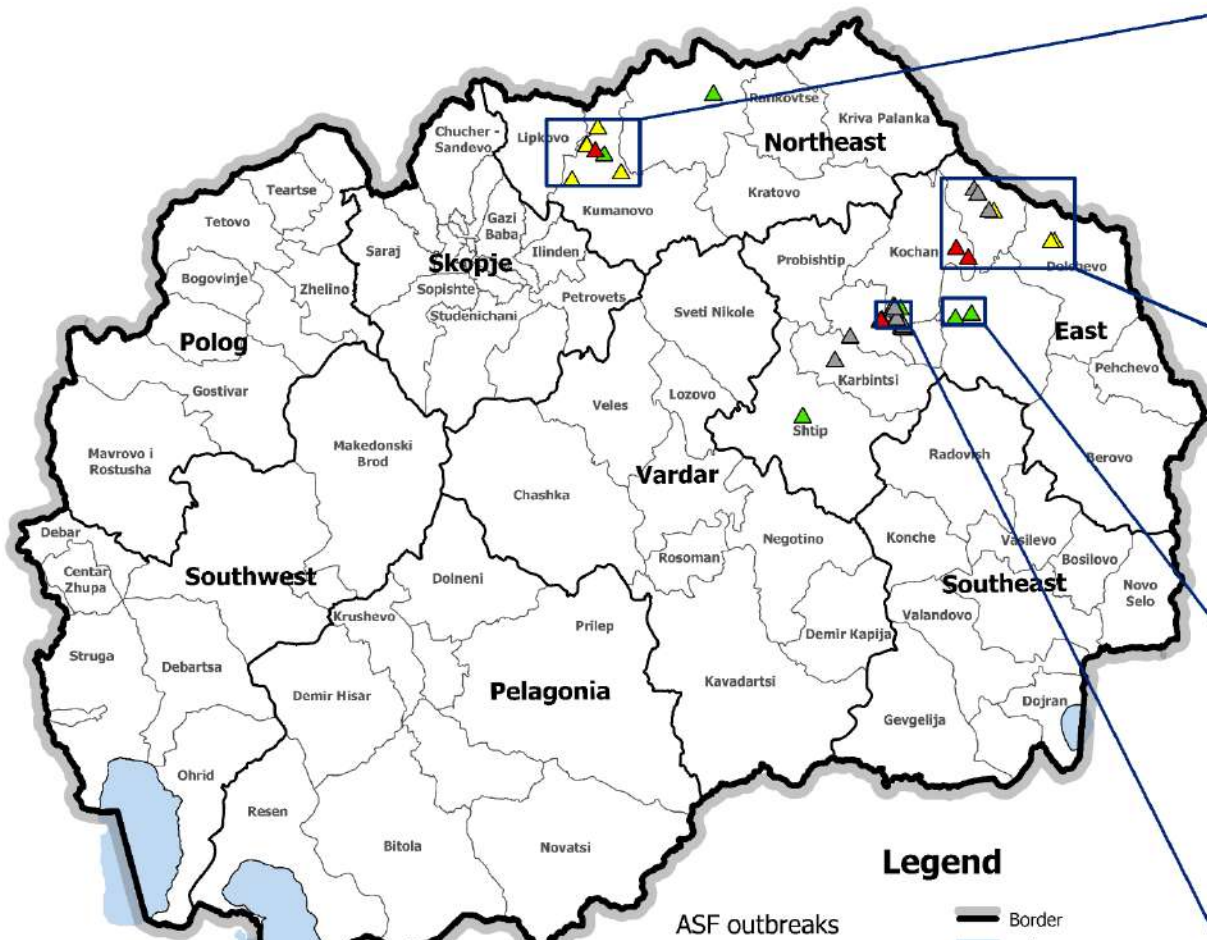 Rankovtse
Kriva Palanka
Northeast
Chucher -
Sandevo
Lipkovo
Kratovo
Kumanovo
Teartse
Tetovo
Gazi
Baba
Saraj
Skopje
Ilinden
Bogovinje
Sopishte
Zhelino
Petrovets
Studenichani
Polog
Gostivar
Probishtip
Kochan
Delchevo
Sveti Nikole
East
Pehchevo
Karbintsi
Lozovo
Veles
Shtip
Mavrovo i
Rostusha
Makedonski
Brod
Radovish
Berovo
Vardar
Chashka
Debar
Centar
Zhupa
Southwest
Dolneni
Rosoman
Negotino
Konche
Vasilevo
Bosilovo
Southeast
Novo
Selo
Krushevo
Valandovo
Prilep
Demir Kapija
Struga
Debartsa
Demir Hisar
Pelagonia
Kavadartsi
Gevgelija
Dojran
Ohrid
Resen
Bitola
Novatsi
Legend
ASF outbreaks
Border